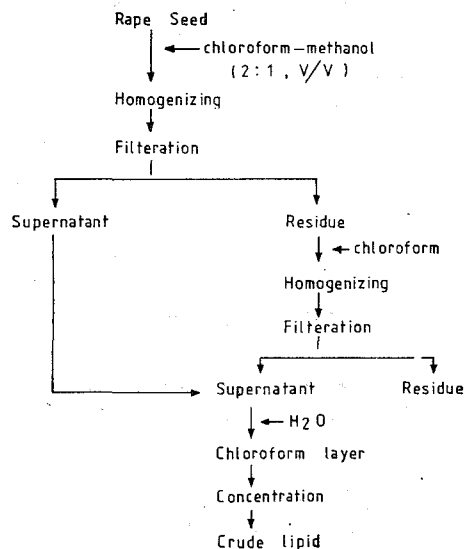 Rape Seed
chloroform-methanol
(2:1, V/V)
Homogenizing
Filteration
Supernatant
Residue
chloroform
Homogenizing
Filteration
Supernatant
Residue
H2O
Chloroform layer
Concentration
Crude lipid